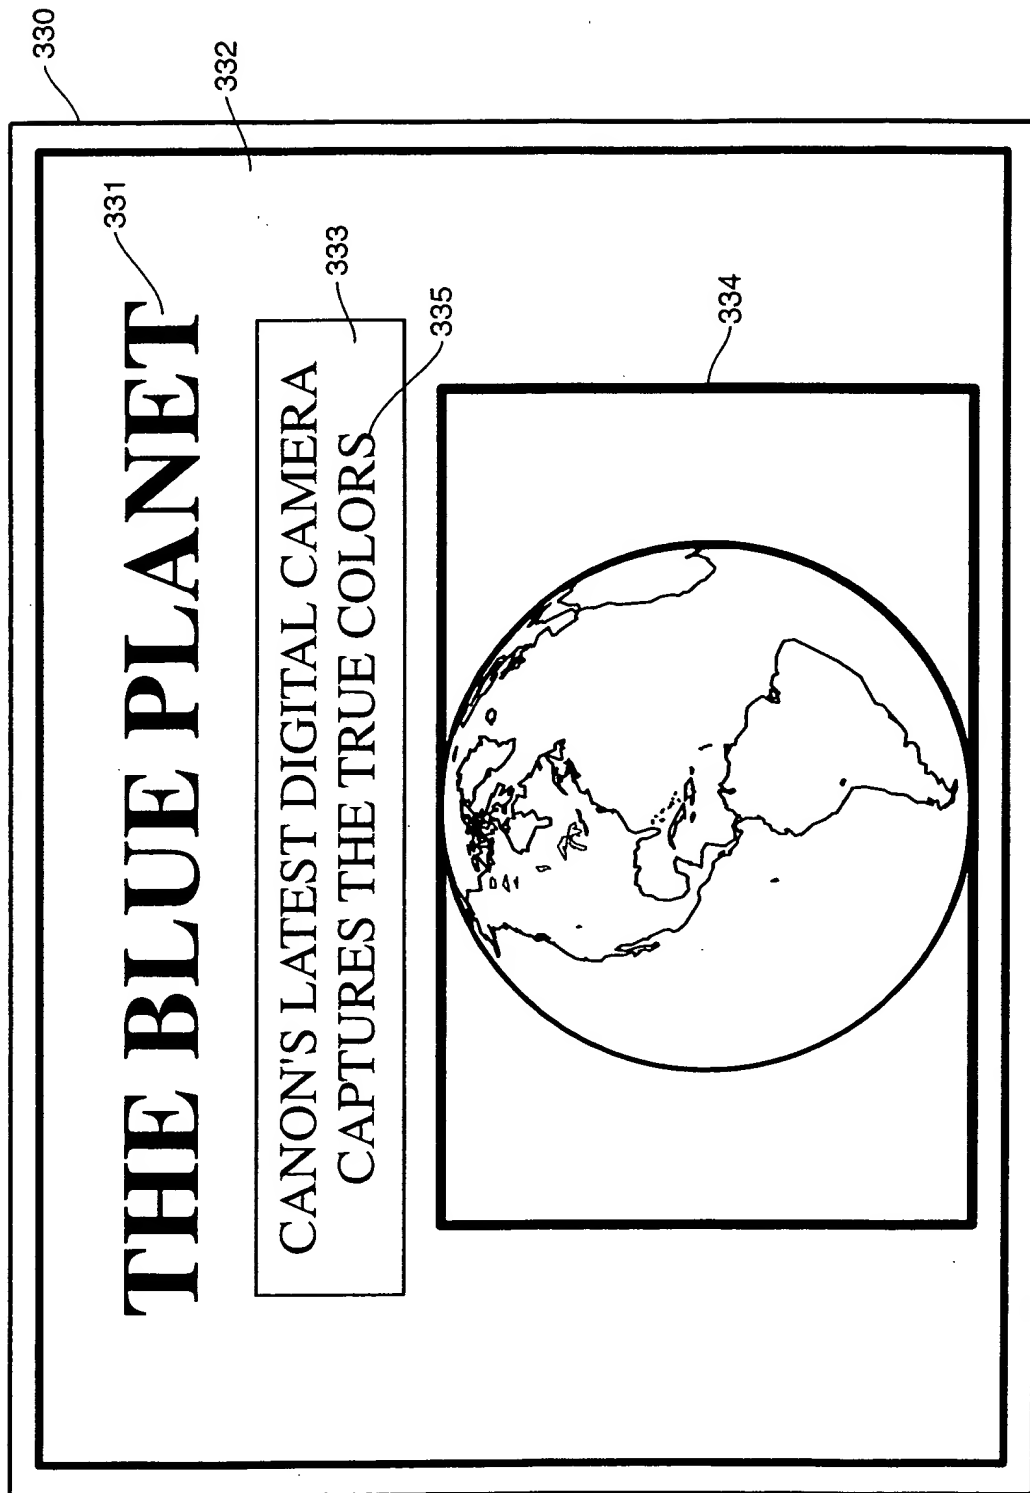 330
332
331
THE BLUE PLANET
333
CANON'S LATEST DIGITAL CAMERA
CAPTURES THE TRUE COLORS
335
334